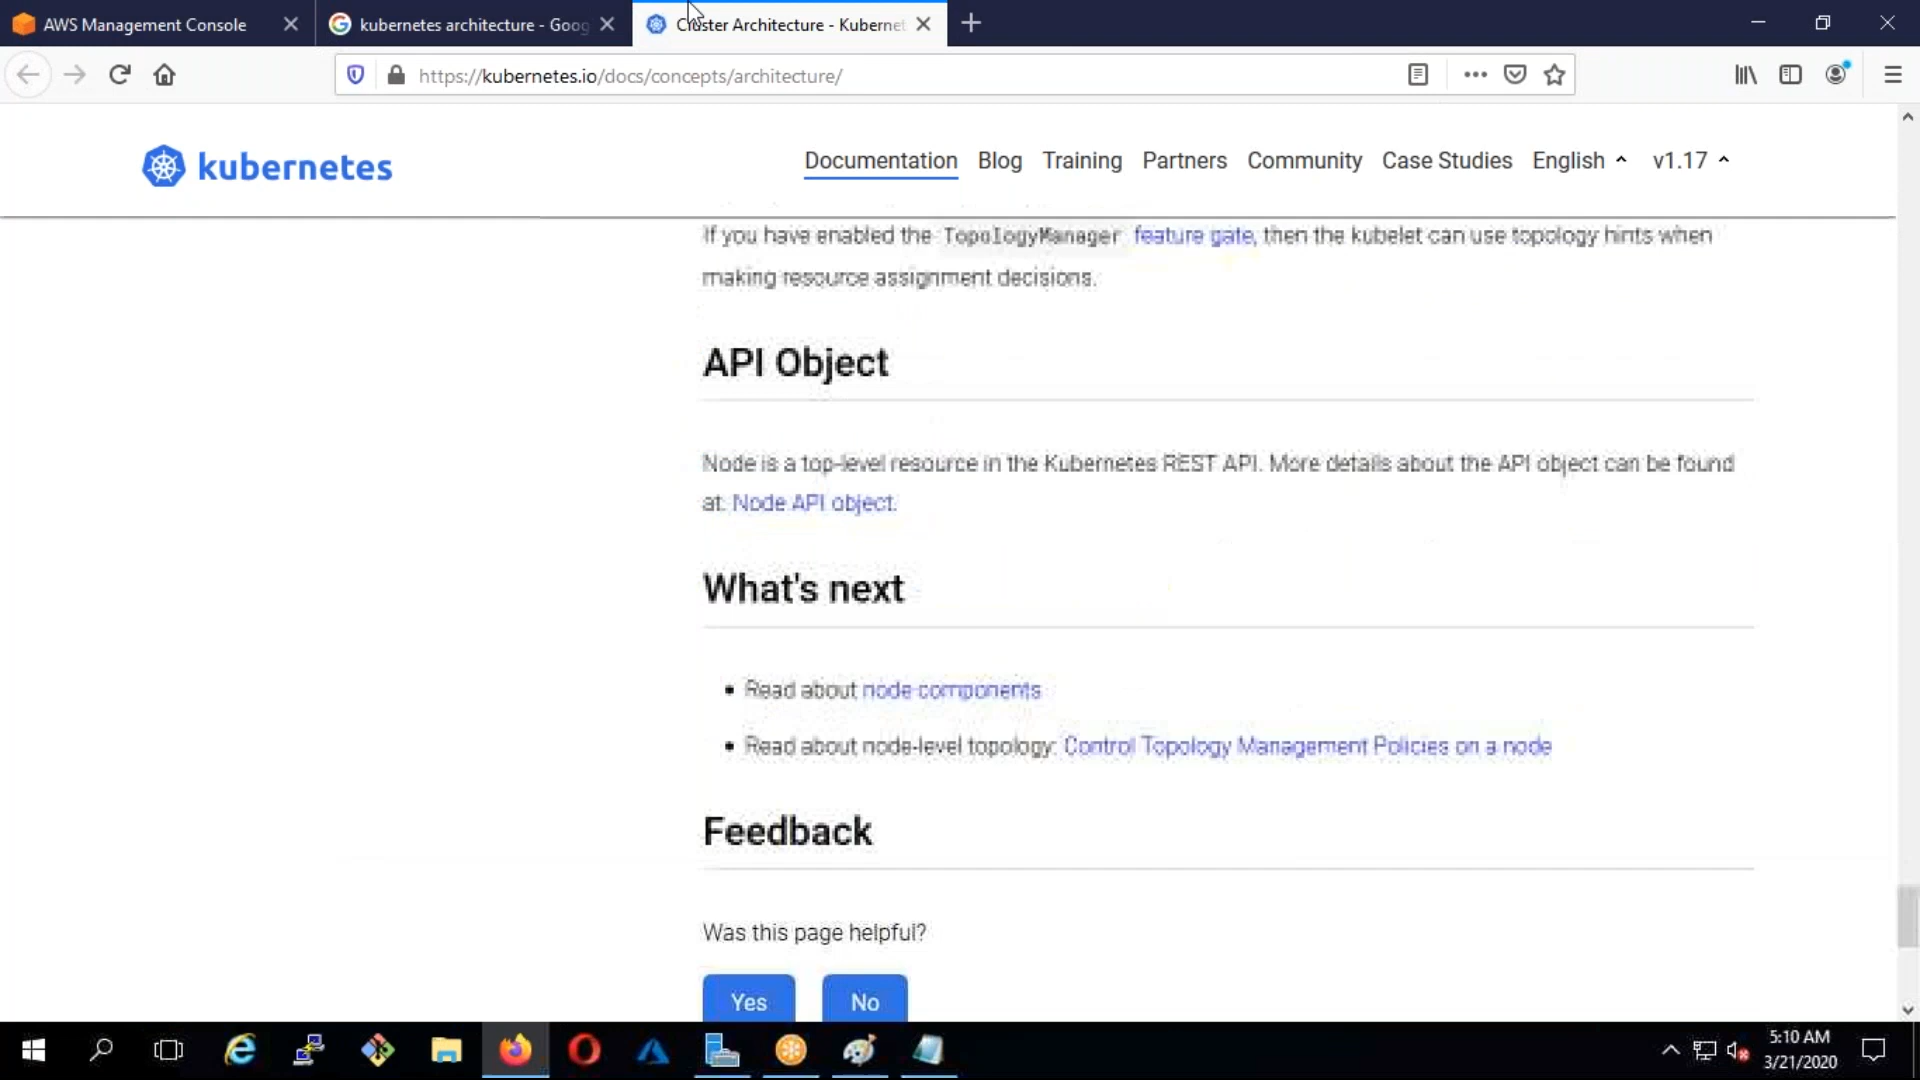 AWS Management Console
kubernetes architecture - Goog
Cluster Architecture - Kubernet
https://kubernetes.io/docs/concepts/architecture/
kubernetes
Documentation Blog Training Partners Community Case Studies English v1.17
If you have enabled the TopologyManager feature gate, then the kubelet can use topology hints when
making resource assignment decisions.
API Object
Node is a top-level resource in the Kubernetes REST API. More details about the API object can be found
at: Node API object.
What's next
• Read about node components
• Read about node-level topology: Control Topology Management Policies on a node
Feedback
Was this page helpful?
Yes No
5:10 AM
3/21/2020